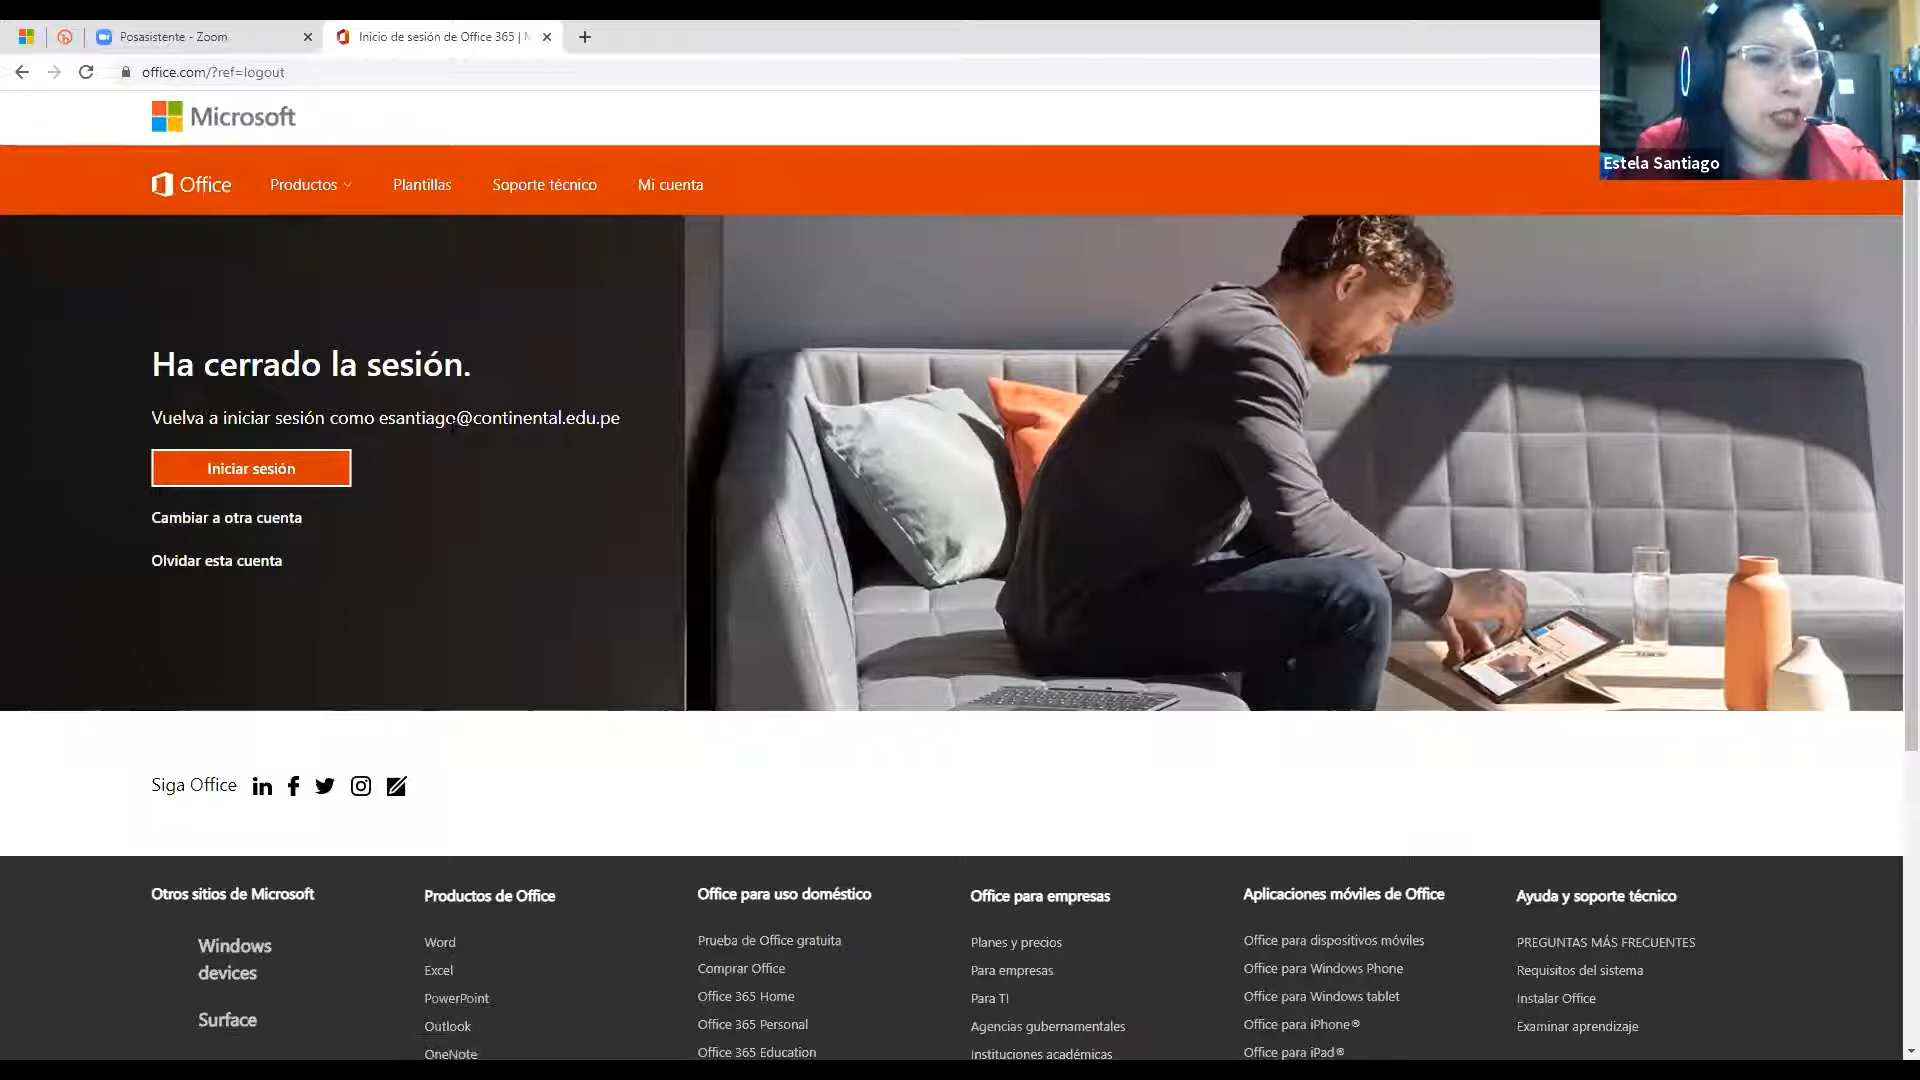 Posasistente - Zoom
Inicio de sesión de Office 365 |
office.com/?ref=logout
Microsoft
Estela Santiago
Office
Productos
Plantillas
Soporte técnico
Mi cuenta
Ha cerrado la sesión.
Vuelva a iniciar sesión como esantiago@continental.edu.pe
Iniciar sesión
Cambiar a otra cuenta
Olvidar esta cuenta
Siga Office
Otros sitios de Microsoft
Windows
devices
Surface
Productos de Office
Word
Excel
PowerPoint
Outlook
OneNote
Office para uso doméstico
Prueba de Office gratuita
Comprar Office
Office 365 Home
Office 365 Personal
Office 365 Education
Office para empresas
Planes y precios
Para empresas
Para TI
Agencias gubernamentales
Instituciones académicas
Aplicaciones móviles de Office
Office para dispositivos móviles
Office para Windows Phone
Office para Windows tablet
Office para iPhone®
Office para iPad®
Ayuda y soporte técnico
PREGUNTAS MÁS FRECUENTES
Requisitos del sistema
Instalar Office
Examinar aprendizaje